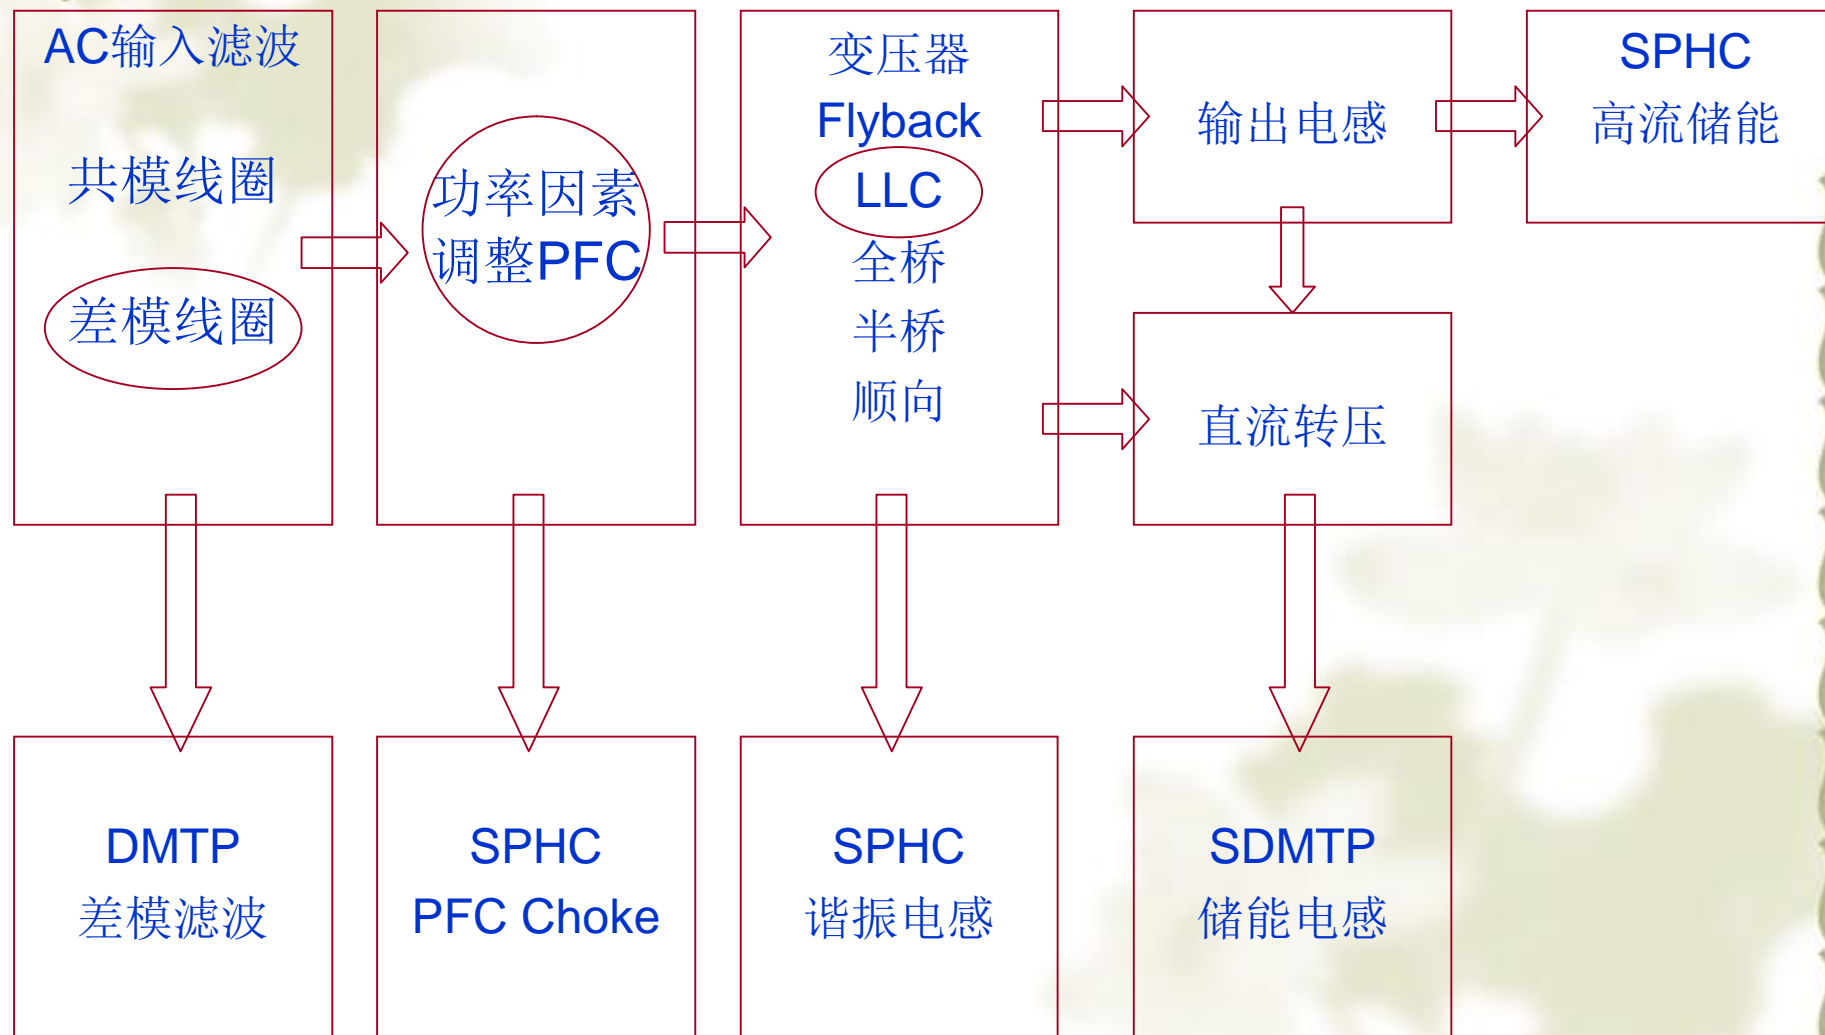 AC输入滤波
共模线圈
差模线圈
功率因素
调整PFC
变压器
Flyback
LLC
全桥
半桥
顺向
输出电感
SPHC
高流储能
直流转压
DMTP
差模滤波
SPHC
PFC Choke
SPHC
谐振电感
SDMTP
储能电感